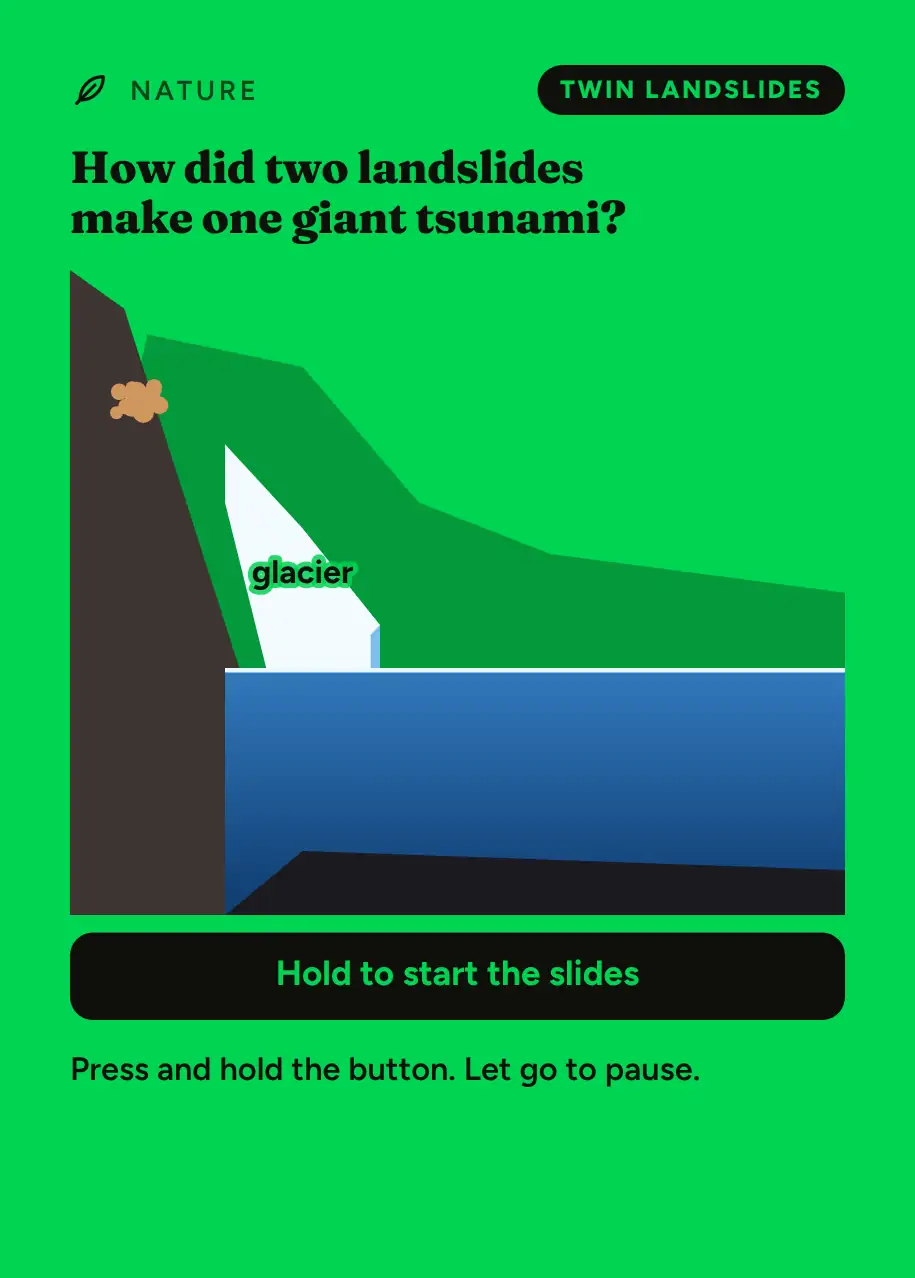 NATURE
TWIN LANDSLIDES
How did two landslides
make one giant tsunami?
glacier
Hold to start the slides
Press and hold the button. Let go to pause.